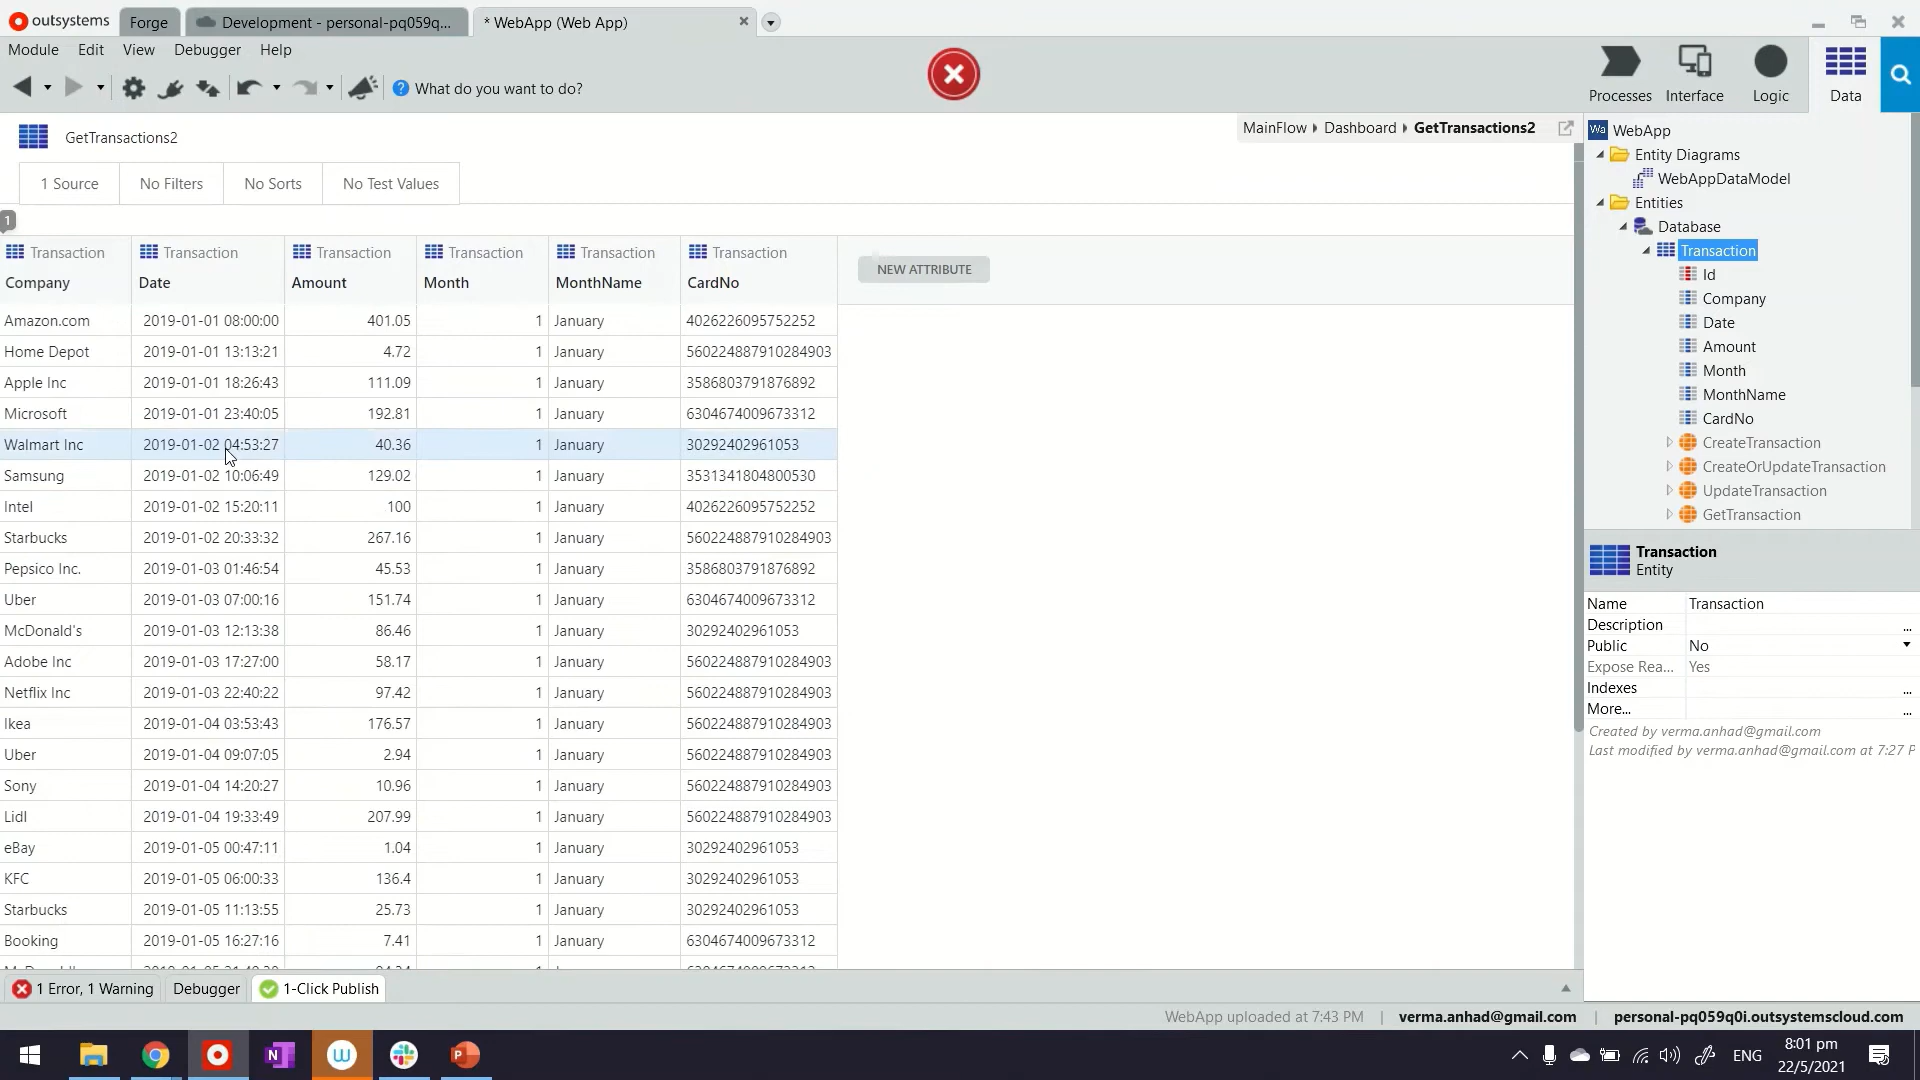 outsystems
Forge
Development - personal-pq059q...
* WebApp (Web App)
Module Edit View Debugger Help
What do you want to do?
Processes Interface Logic Data
GetTransactions2
MainFlow Dashboard GetTransactions2
1 Source No Filters No Sorts No Test Values
1
Transaction Transaction Transaction Transaction Transaction Transaction
Company Date Amount Month MonthName CardNo
NEW ATTRIBUTE
Amazon.com 2019-01-01 08:00:00 401.05 1 January 4026226095752252
Home Depot 2019-01-01 13:13:21 4.72 1 January 560224887910284903
Apple Inc 2019-01-01 18:26:43 111.09 1 January 3586803791876892
Microsoft 2019-01-01 23:40:05 192.81 1 January 6304674009673312
Walmart Inc 2019-01-02 04:53:27 40.36 1 January 30292402961053
Samsung 2019-01-02 10:06:49 129.02 1 January 3531341804800530
Intel 2019-01-02 15:20:11 100 1 January 4026226095752252
Starbucks 2019-01-02 20:33:32 267.16 1 January 560224887910284903
Pepsico Inc. 2019-01-03 01:46:54 45.53 1 January 3586803791876892
Uber 2019-01-03 07:00:16 151.74 1 January 6304674009673312
McDonald's 2019-01-03 12:13:38 86.46 1 January 30292402961053
Adobe Inc 2019-01-03 17:27:00 58.17 1 January 560224887910284903
Netflix Inc 2019-01-03 22:40:22 97.42 1 January 560224887910284903
Ikea 2019-01-04 03:53:43 176.57 1 January 560224887910284903
Uber 2019-01-04 09:07:05 2.94 1 January 560224887910284903
Sony 2019-01-04 14:20:27 10.96 1 January 560224887910284903
Lidl 2019-01-04 19:33:49 207.99 1 January 560224887910284903
eBay 2019-01-05 00:47:11 1.04 1 January 30292402961053
KFC 2019-01-05 06:00:33 136.4 1 January 30292402961053
Starbucks 2019-01-05 11:13:55 25.73 1 January 30292402961053
Booking 2019-01-05 16:27:16 7.41 1 January 6304674009673312
Wa WebApp
Entity Diagrams
WebAppDataModel
Entities
Database
Transaction
Id
Company
Date
Amount
Month
MonthName
CardNo
CreateTransaction
CreateOrUpdateTransaction
UpdateTransaction
GetTransaction
Transaction
Entity
Name Transaction
Description ...
Public No
Expose Rea... Yes
Indexes ...
More... ...
Created by verma.anhad@gmail.com
Last modified by verma.anhad@gmail.com at 7:27 P
1 Error, 1 Warning Debugger 1-Click Publish
WebApp uploaded at 7:43 PM | verma.anhad@gmail.com | personal-pq059q0i.outsystemscloud.com
N W P ENG
8:01 pm
22/5/2021